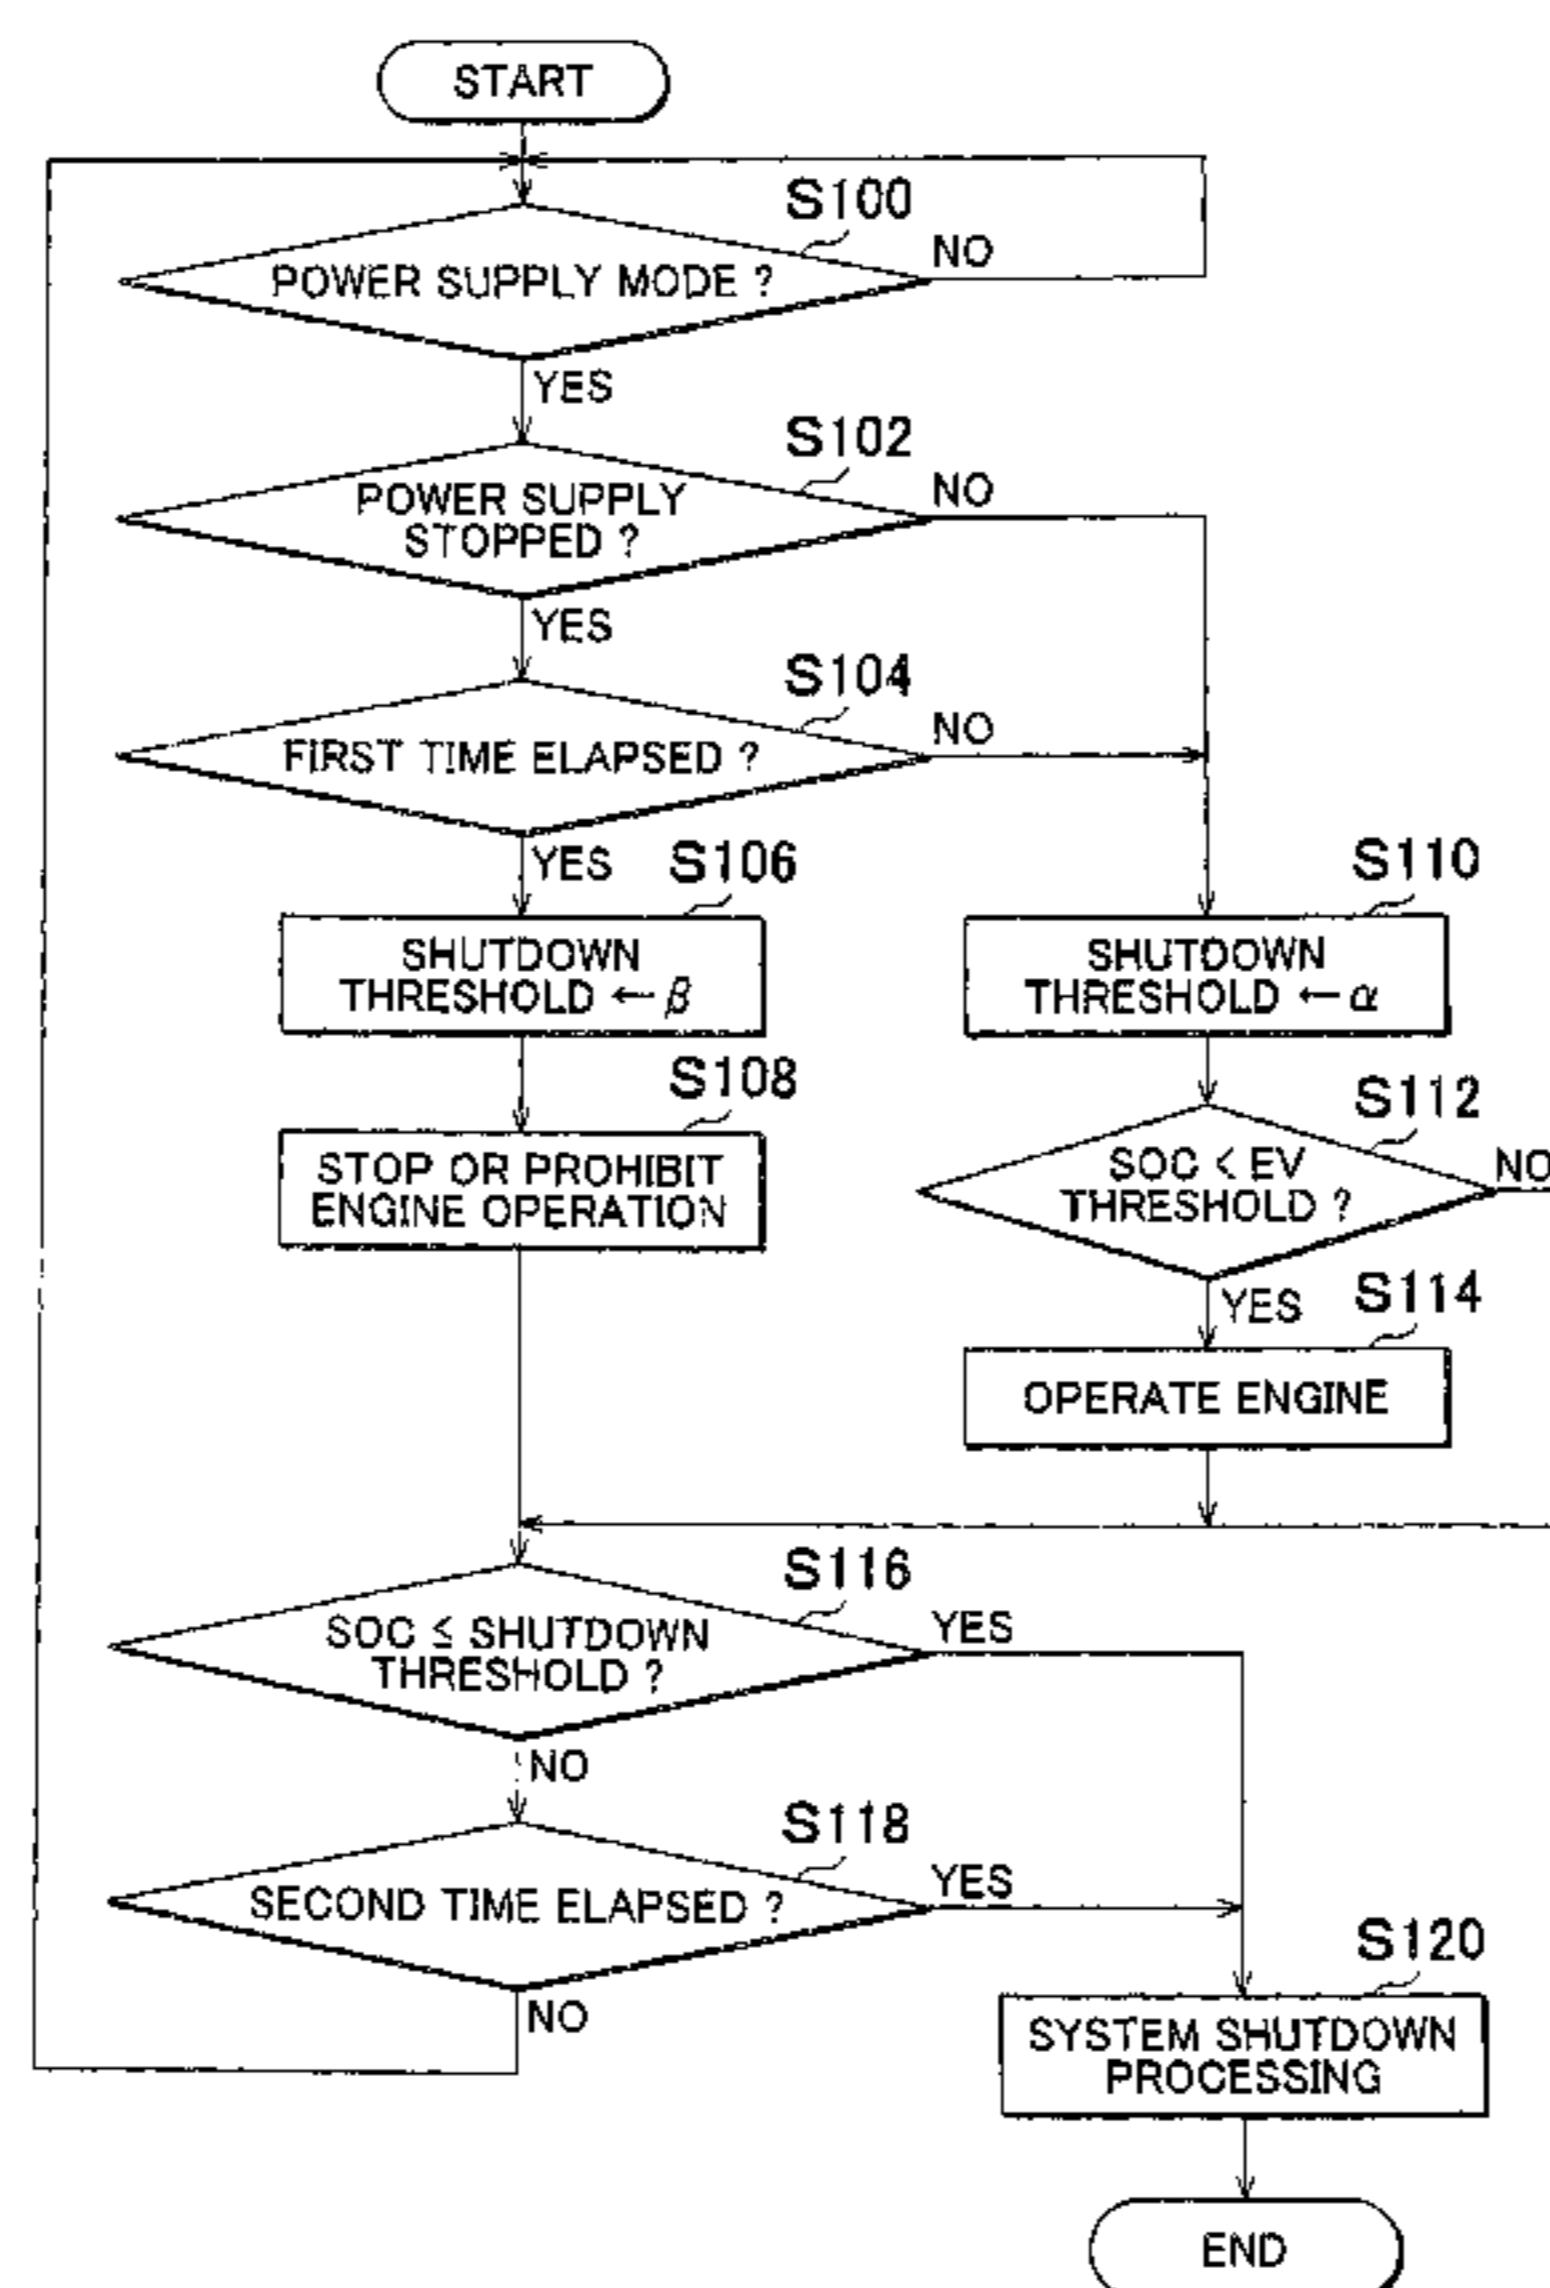 START
S100
POWER SUPPLY MODE ?
NO
YES
S102
POWER SUPPLY
STOPPED ?
NO
YES
S104
FIRST TIME ELAPSED ?
NO
YES
S106
SHUTDOWN
THRESHOLD ← β
S110
SHUTDOWN
THRESHOLD ← α
S108
STOP OR PROHIBIT
ENGINE OPERATION
S112
SOC < EV
THRESHOLD ?
NO
YES
S114
OPERATE ENGINE
S116
SOC ≤ SHUTDOWN
THRESHOLD ?
YES
NO
S118
SECOND TIME ELAPSED ?
YES
NO
S120
SYSTEM SHUTDOWN
PROCESSING
END